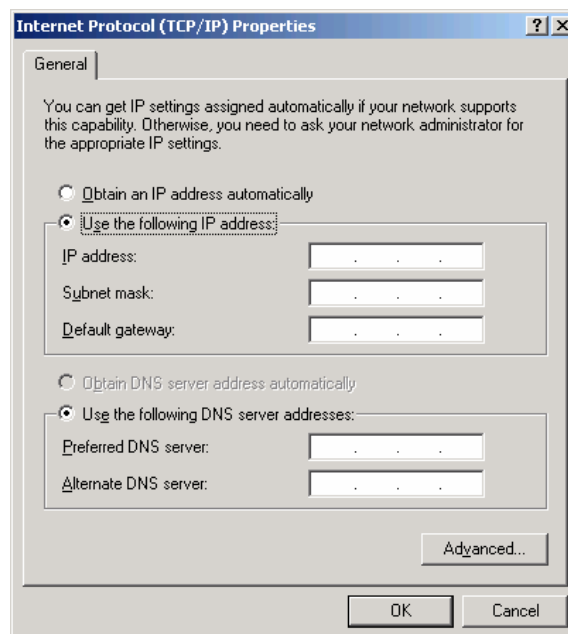 Internet Protocol (TCP/IP) Properties
General
You can get IP settings assigned automatically if your network supports
this capability. Otherwise, you need to ask your network administrator for
the appropriate IP settings.
Obtain an IP address automatically
Use the following IP address:
IP address:
Subnet mask:
Default gateway:
Obtain DNS server address automatically
Use the following DNS server addresses:
Preferred DNS server:
Alternate DNS server:
Advanced...
OK Cancel